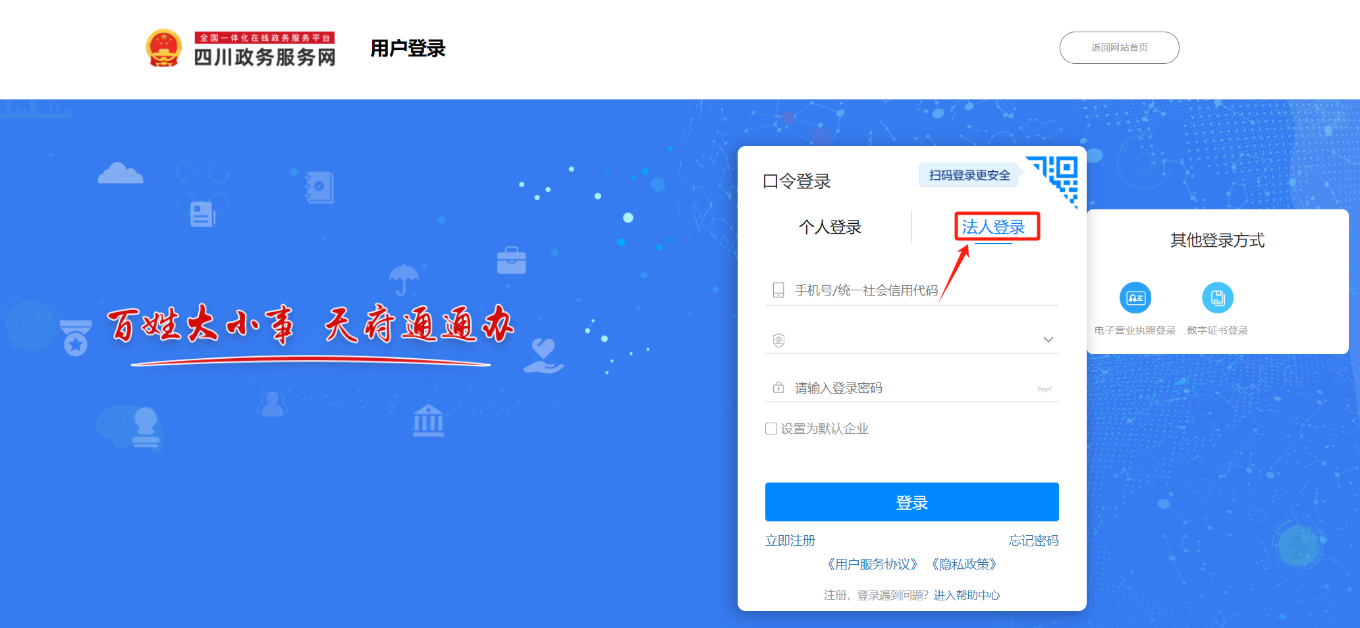 全国一体化在线政务服务平台
四川政务服务网
用户登录
返回网站首页
百姓大小事 天府通通办
口令登录
扫码登录更安全
个人登录
法人登录
手机号/统一社会信用代码
请输入登录密码
设置为默认企业
登录
立即注册
忘记密码
《用户服务协议》 《隐私政策》
注册，登录遇到问题? 进入帮助中心
其他登录方式
电子营业执照登录
数字证书登录